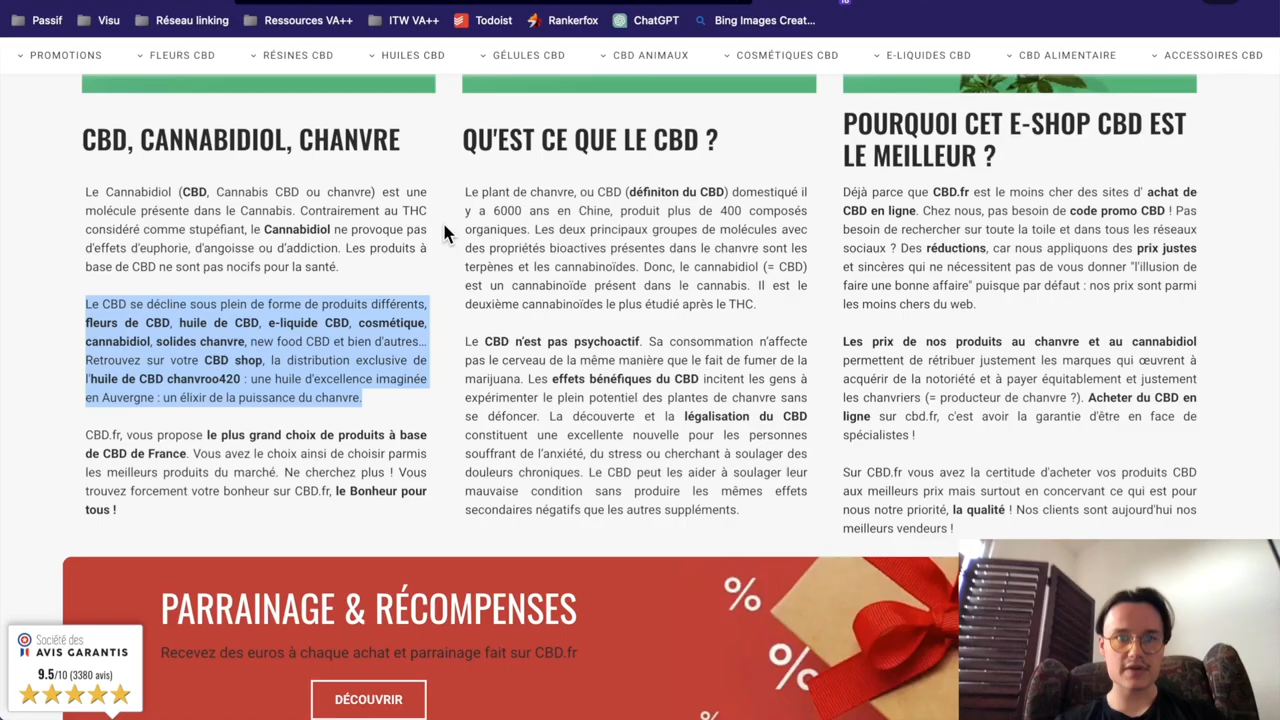 Passif
Visu
Réseau linking
Ressources VA++
ITW VA++
Todoist
Rankerfox
ChatGPT
Bing Images Creat...
PROMOTIONS
FLEURS CBD
RÉSINES CBD
HUILES CBD
GÉLULES CBD
CBD ANIMAUX
COSMÉTIQUES CBD
E-LIQUIDES CBD
CBD ALIMENTAIRE
ACCESSOIRES CBD
CBD, CANNABIDIOL, CHANVRE
Le Cannabidiol (CBD, Cannabis CBD ou chanvre) est une
molécule présente dans le Cannabis. Contrairement au THC
considéré comme stupéfiant, le Cannabidiol ne provoque pas
d'effets d'euphorie, d'angoisse ou d'addiction. Les produits à
base de CBD ne sont pas nocifs pour la santé.
Le CBD se décline sous plein de forme de produits différents,
fleurs de CBD, huile de CBD, e-liquide CBD, cosmétique,
cannabidiol, solides chanvre, new food CBD et bien d'autres...
Retrouvez sur votre CBD shop, la distribution exclusive de
l'huile de CBD chanvroo420 : une huile d'excellence imaginée
en Auvergne : un élixir de la puissance du chanvre.
CBD.fr, vous propose le plus grand choix de produits à base
de CBD de France. Vous avez le choix ainsi de choisir parmis
les meilleurs produits du marché. Ne cherchez plus ! Vous
trouvez forcement votre bonheur sur CBD.fr, le Bonheur pour
tous !
QU'EST CE QUE LE CBD ?
Le plant de chanvre, ou CBD (définiton du CBD) domestiqué il
y a 6000 ans en Chine, produit plus de 400 composés
organiques. Les deux principaux groupes de molécules avec
des propriétés bioactives présentes dans le chanvre sont les
terpènes et les cannabinoïdes. Donc, le cannabidiol (= CBD)
est un cannabinoïde présent dans le cannabis. Il est le
deuxième cannabinoïdes le plus étudié après le THC.
Le CBD n'est pas psychoactif. Sa consommation n'affecte
pas le cerveau de la même manière que le fait de fumer de la
marijuana. Les effets bénéfiques du CBD incitent les gens à
expérimenter le plein potentiel des plantes de chanvre sans
se défoncer. La découverte et la légalisation du CBD
constituent une excellente nouvelle pour les personnes
souffrant de l'anxiété, du stress ou cherchant à soulager des
douleurs chroniques. Le CBD peut les aider à soulager leur
mauvaise condition sans produire les mêmes effets
secondaires négatifs que les autres suppléments.
POURQUOI CET E-SHOP CBD EST
LE MEILLEUR ?
Déjà parce que CBD.fr est le moins cher des sites d' achat de
CBD en ligne. Chez nous, pas besoin de code promo CBD ! Pas
besoin de rechercher sur toute la toile et dans tous les réseaux
sociaux ? Des réductions, car nous appliquons des prix justes
et sincères qui ne nécessitent pas de vous donner "l'illusion de
faire une bonne affaire" puisque par défaut : nos prix sont parmi
les moins chers du web.
Les prix de nos produits au chanvre et au cannabidiol
permettent de rétribuer justement les marques qui œuvrent à
acquérir de la notoriété et à payer équitablement et justement
les chanvriers (= producteur de chanvre ?). Acheter du CBD en
ligne sur cbd.fr, c'est avoir la garantie d'être en face de
spécialistes !
Sur CBD.fr vous avez la certitude d'acheter vos produits CBD
aux meilleurs prix mais surtout en concervant ce qui est pour
nous notre priorité, la qualité ! Nos clients sont aujourd'hui nos
meilleurs vendeurs !
PARRAINAGE & RÉCOMPENSES
Recevez des euros à chaque achat et parrainage fait sur CBD.fr
DÉCOUVRIR
%
%
%
Société des
AVIS GARANTIS
9.5/10 (3380 avis)